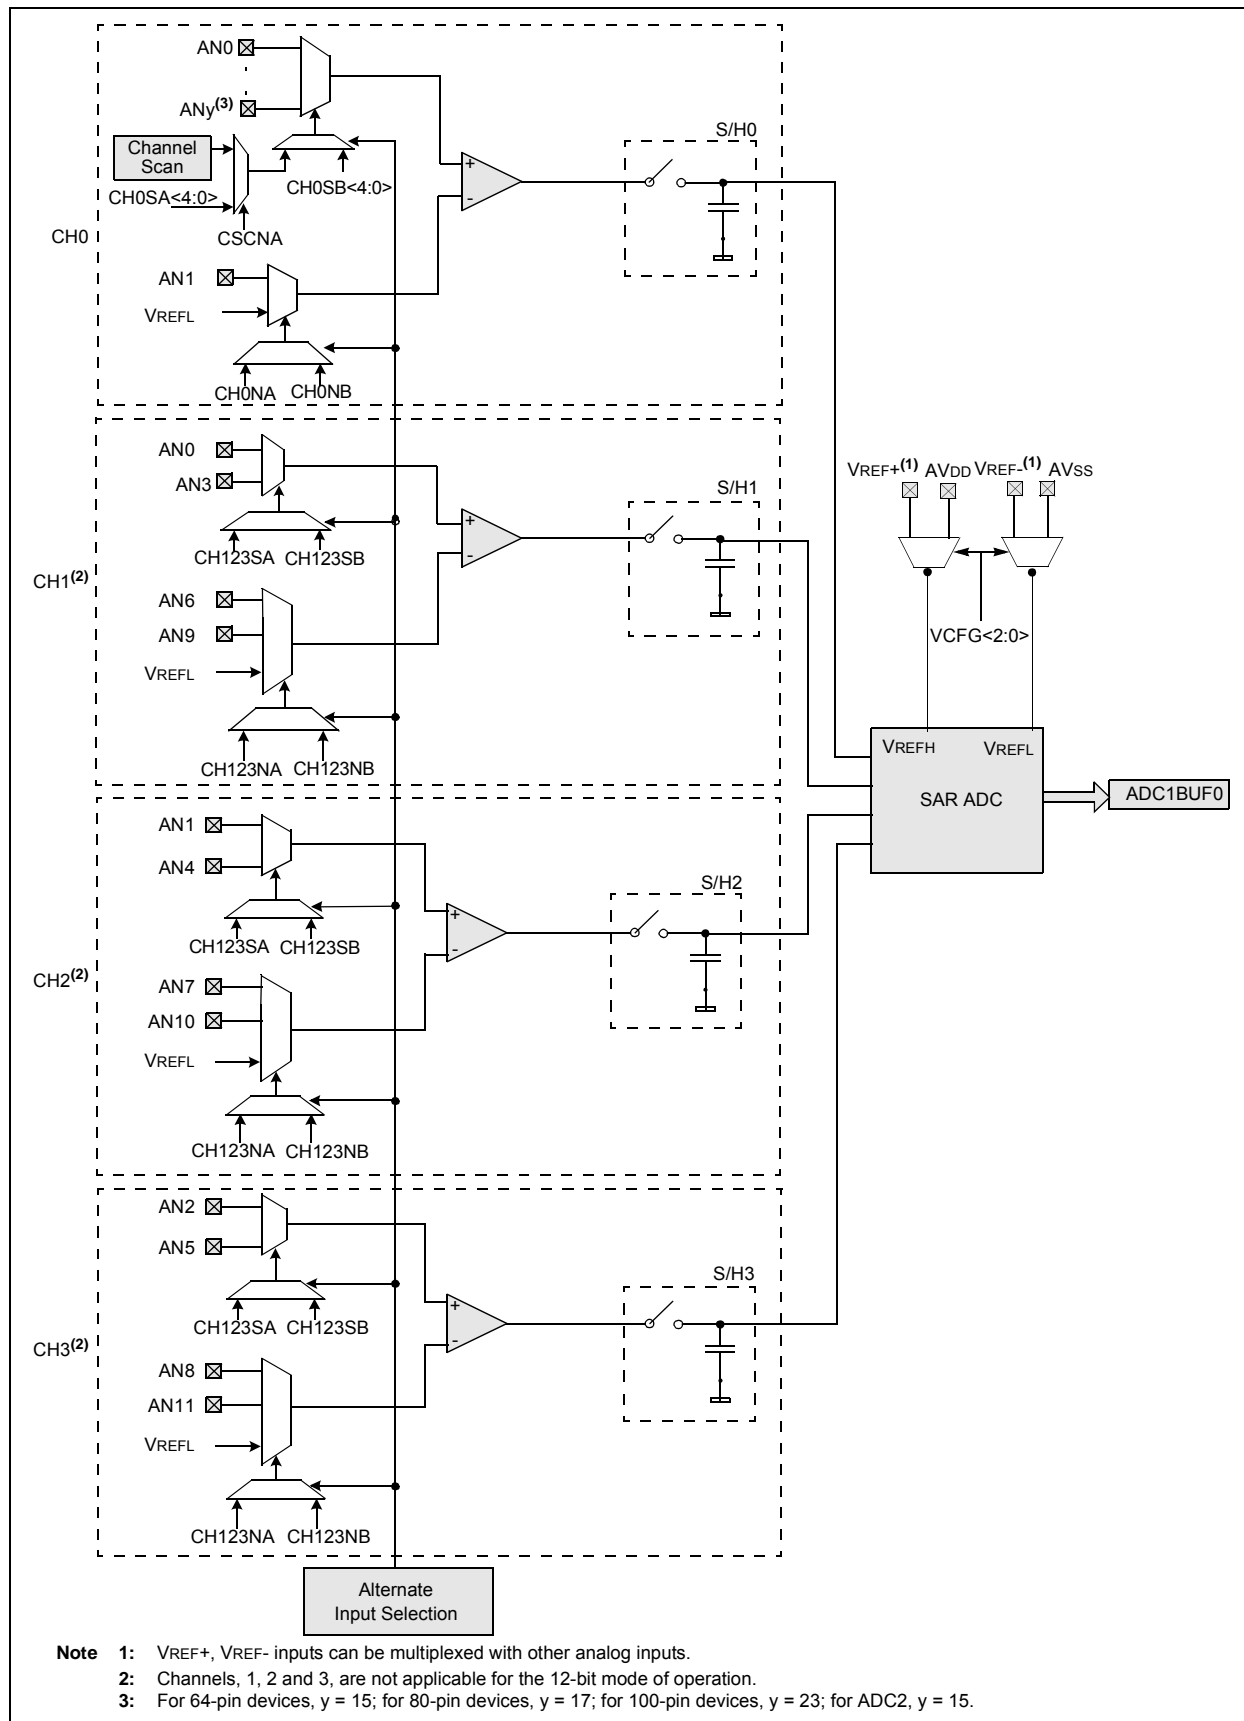 AN0
ANy(3)
Channel
Scan
CH0SA<4:0>
CH0SB<4:0>
CSCNA
CH0
AN1
VREFL
CH0NA CH0NB
+
-
S/H0
AN0
AN3
CH123SA CH123SB
CH1(2)
AN6
AN9
VREFL
CH123NA CH123NB
+
-
S/H1
VREF+(1) AVDD VREF-(1) AVSS
VCFG<2:0>
VREFH VREFL
SAR ADC
ADC1BUF0
AN1
AN4
CH123SA CH123SB
CH2(2)
AN7
AN10
VREFL
CH123NA CH123NB
+
-
S/H2
AN2
AN5
CH123SA CH123SB
CH3(2)
AN8
AN11
VREFL
CH123NA CH123NB
+
-
S/H3
Alternate
Input Selection
Note 1: VREF+, VREF- inputs can be multiplexed with other analog inputs.
2: Channels, 1, 2 and 3, are not applicable for the 12-bit mode of operation.
3: For 64-pin devices, y = 15; for 80-pin devices, y = 17; for 100-pin devices, y = 23; for ADC2, y = 15.